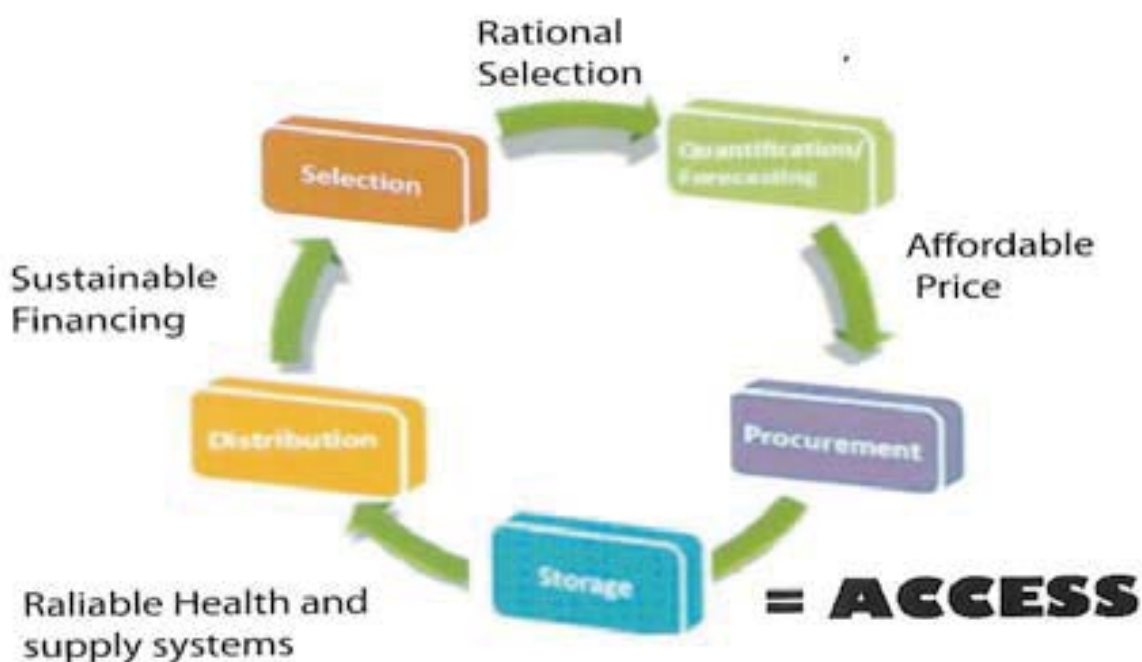 Rational
Selection
Selection
Quantification/
Forecasting
Affordable
Price
Procurement
Storage
= ACCESS
Raliable Health and
supply systems
Distribution
Sustainable
Financing